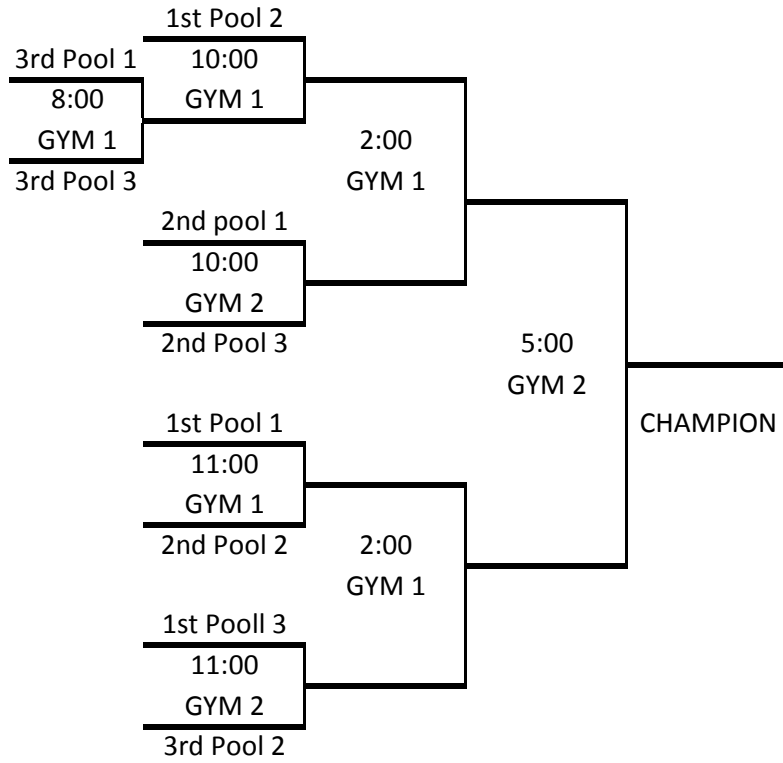 1st Pool 2
3rd Pool 1
10:00
GYM 1
8:00
GYM 1
3rd Pool 3
2:00
GYM 1
2nd pool 1
10:00
GYM 2
2nd Pool 3
5:00
GYM 2
CHAMPION
1st Pool 1
11:00
GYM 1
2nd Pool 2
2:00
GYM 1
1st Pooll 3
11:00
GYM 2
3rd Pool 2